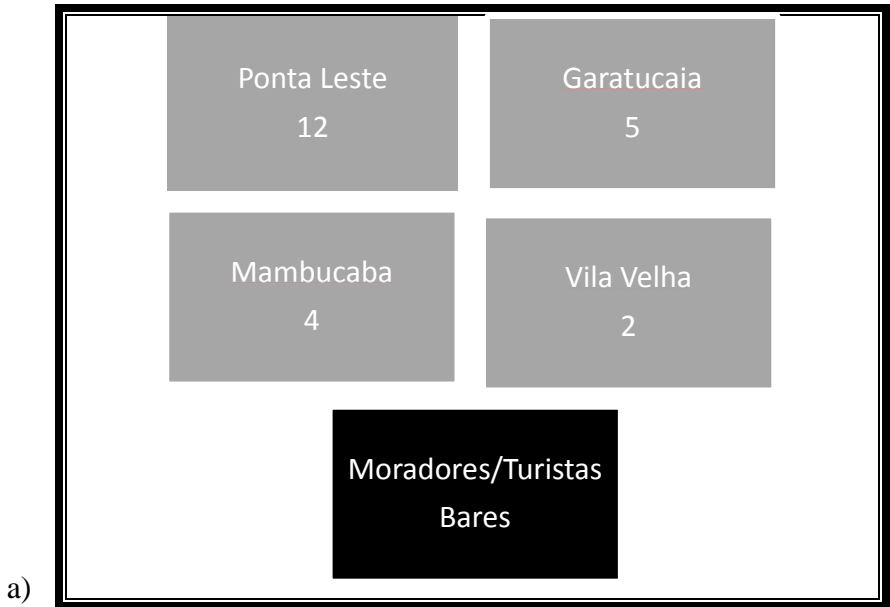 Ponta Leste
12
Garatucaia
5
Mambucaba
4
Vila Velha
2
Moradores/Turistas
Bares
a)